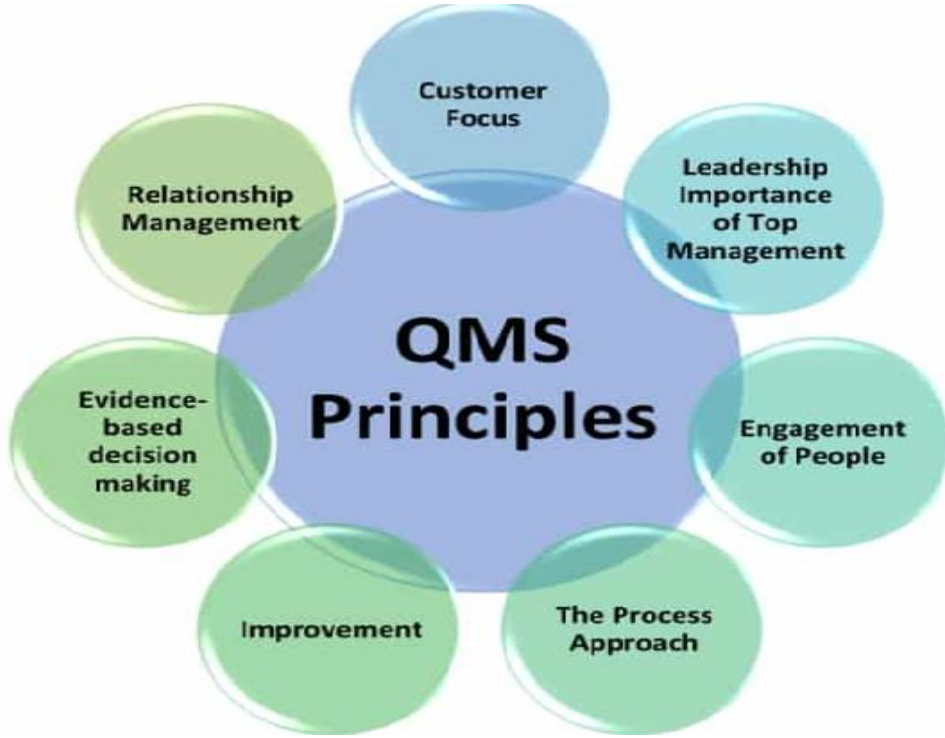 QMS
Principles
Customer
Focus
Leadership
Importance
of Top
Management
Engagement
of People
The Process
Approach
Improvement
Evidence-
based
decision
making
Relationship
Management